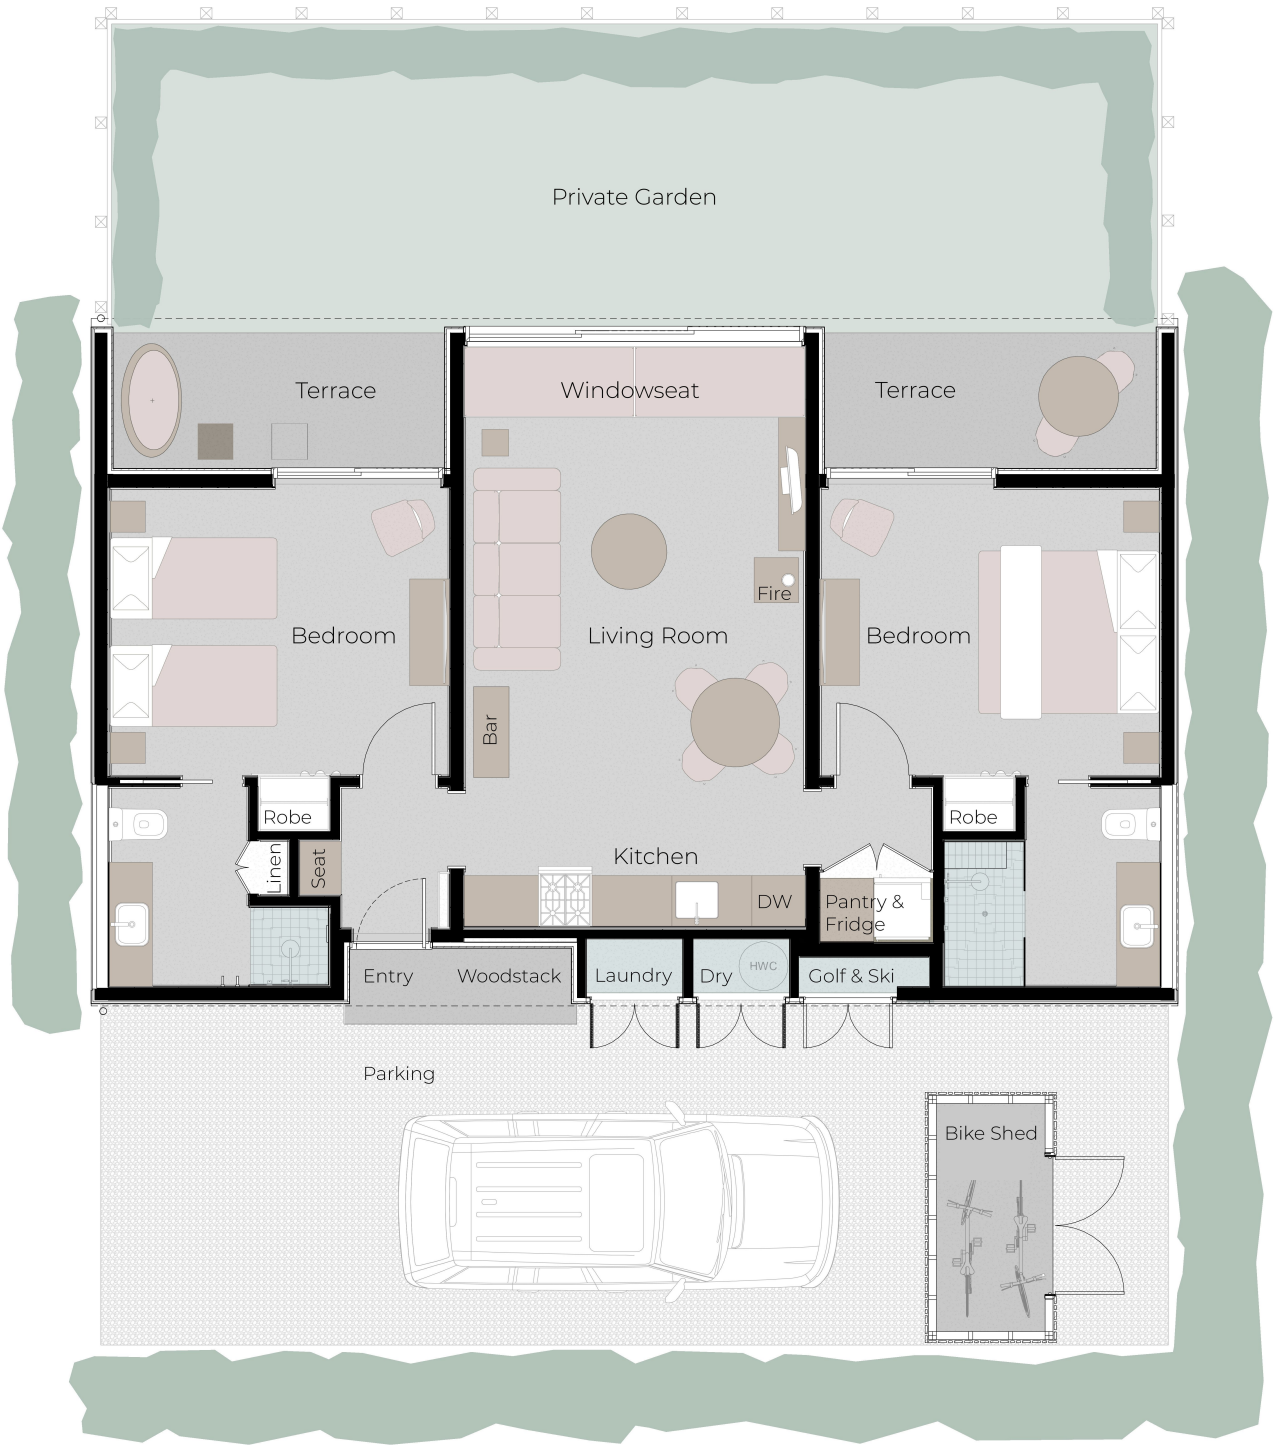 Private Garden
Terrace
Windowseat
Terrace
Fire
Bedroom
Living Room
Bedroom
Bar
Robe
Robe
Linen
Seat
Kitchen
DW
Pantry &
Fridge
Entry
Woodstack
Laundry
Dry
HWC
Golf & Ski
Parking
Bike Shed